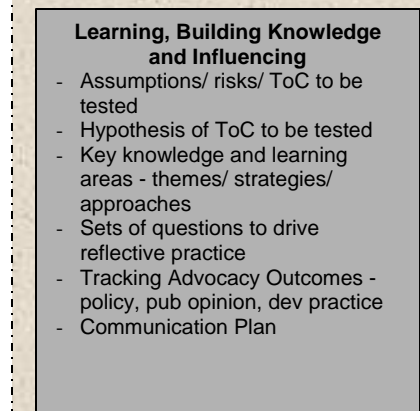 Learning, Building Knowledge
and Influencing
- Assumptions/ risks/ ToC to be
tested
- Hypothesis of ToC to be tested
- Key knowledge and learning
areas - themes/ strategies/
approaches
- Sets of questions to drive
reflective practice
- Tracking Advocacy Outcomes -
policy, pub opinion, dev practice
- Communication Plan